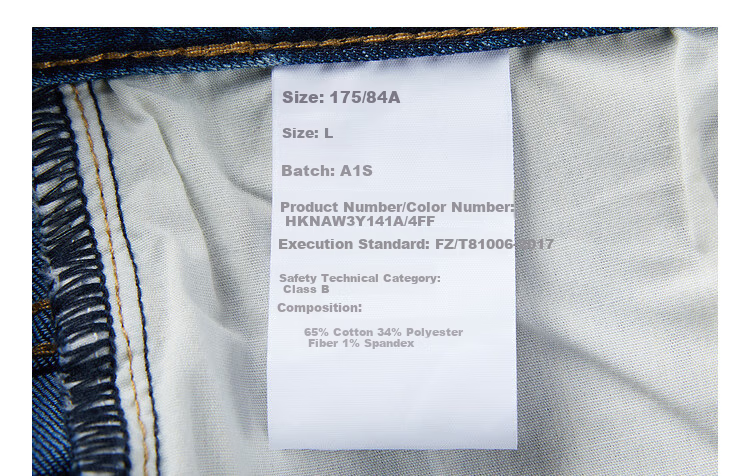 Size: 175/84A
Size: L
Batch: A1S
Product Number/Color Number:
HKNAW3Y141A/4FF
Execution Standard: FZ/T81006-2017
Safety Technical Category:
Class B
Composition:
65% Cotton 34% Polyester
Fiber 1% Spandex